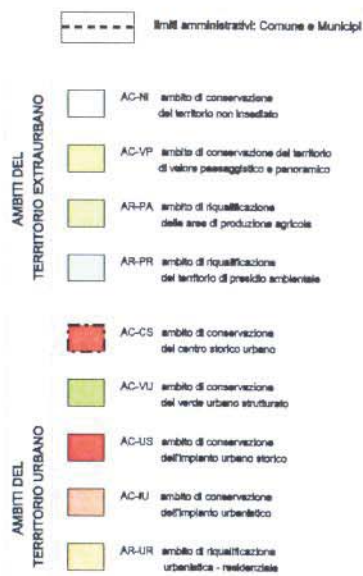 limiti amministrativi: Comune e Municipi
AMBITI DEL
TERRITORIO EXTRAURBANO
AC-NI ambito di conservazione
del territorio non insediato
AC-VP ambito di conservazione del territorio
di valore paesaggistico e panoramico
AR-PA ambito di riqualificazione
delle aree di produzione agricola
AR-PR ambito di riqualificazione
del territorio di presidio ambientale
AMBITI DEL
TERRITORIO URBANO
AC-CS ambito di conservazione
del centro storico urbano
AC-VU ambito di conservazione
del verde urbano strutturato
AC-US ambito di conservazione
dell'impianto urbano storico
AC-IU ambito di conservazione
dell'impianto urbanistico
AR-UR ambito di riqualificazione
urbanistica - residenziale